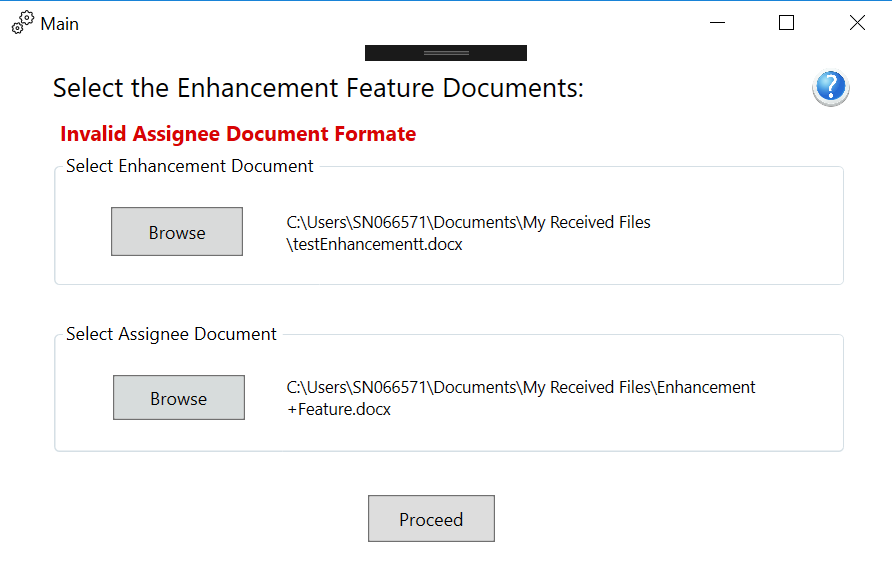 Main
Select the Enhancement Feature Documents:
?
Invalid Assignee Document Formate
Select Enhancement Document
Browse
C:\Users\SN066571\Documents\My Received Files
\testEnhancementt.docx
Select Assignee Document
Browse
C:\Users\SN066571\Documents\My Received Files\Enhancement
+Feature.docx
Proceed